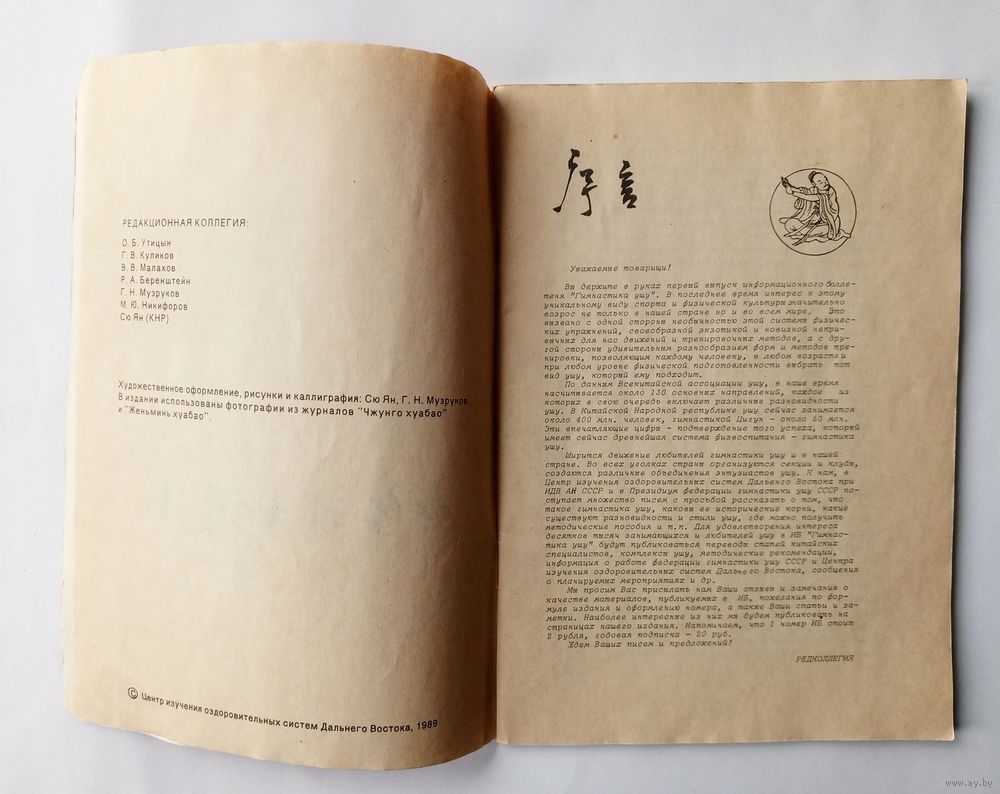 РЕДАКЦИОННАЯ КОЛЛЕГИЯ:
О. Б. Утицын
Г. В. Куликов
В. В. Малахов
Р. А. Беренштейн
Г. Н. Музруков
М. Ю. Никифоров
Сю Ян (КНР)
Художественное оформление, рисунки и каллиграфия: Сю Ян, Г. Н. Музруков.
В издании использованы фотографии из журналов "Чжунго хуабао"
и "Женьминь хуабао".
© Центр изучения оздоровительных систем Дальнего Востока, 1989
序言
Уважаемые товарищи!
Вы держите в руках первый выпуск информационного бюлле-
теня "Гимнастика ушу". В последнее время интерес к этому
уникальному виду спорта и физической культуры значительно
возрос не только в нашей стране но и во всем мире. Это
вызвано с одной стороны необычностью этой системы физичес-
ких упражнений, своеобразной экзотикой и новизной непри-
вычных для нас движений и тренировочных методов, а с дру-
гой стороны удивительным разнообразием форм и методов тре-
нировки, позволяющим каждому человеку, в любом возрасте и
при любом уровне физической подготовленности выбрать тот
вид ушу, который ему подходит.
По данным Всекитайской ассоциации ушу, в наше время
насчитывается около 130 основных направлений, каждое из
которых в свою очередь включает различные разновидности
ушу. В Китайской Народной республике ушу сейчас занимается
около 400 млн. человек, гимнастикой Цигун - около 50 млн.
Эти впечатляющие цифры - подтверждение того успеха, который
имеет сейчас древнейшая система физвоспитания - гимнастика
ушу.
Ширится движение любителей гимнастики ушу и в нашей
стране. Во всех уголках страны организуются секции и клубы,
создаются различные объединения энтузиастов ушу. К нам, в
Центр изучения оздоровительных систем Дальнего Востока при
ИДВ АН СССР и в Президиум федерации гимнастики ушу СССР по-
ступает множество писем с просьбой рассказать о том, что
такое гимнастика ушу, каковы ее исторические корни, какие
существуют разновидности и стили ушу, где можно получить
методические пособия и т.п. Для удовлетворения интереса
десятков тысяч занимающихся и любителей ушу в ИБ "Гимнас-
тика ушу" будут публиковаться переводы статей китайских
специалистов, комплексы ушу, методические рекомендации,
информация о работе федерации гимнастики ушу СССР и Центра
изучения оздоровительных систем Дальнего Востока, сообщения
о планируемых мероприятиях и др.
Мы просим Вас присылать нам Ваши отзывы и замечания о
качестве материалов, публикуемых в ИБ, пожелания по фор-
муле издания и оформлению номера, а также Ваши статьи и за-
метки. Наиболее интересные из них мы будем публиковать на
страницах нашего издания. Напоминаем, что 1 номер ИБ стоит
2 рубля, годовая подписка - 20 руб.
Ждем Ваших писем и предложений!
РЕДКОЛЛЕГИЯ
www.ay.by